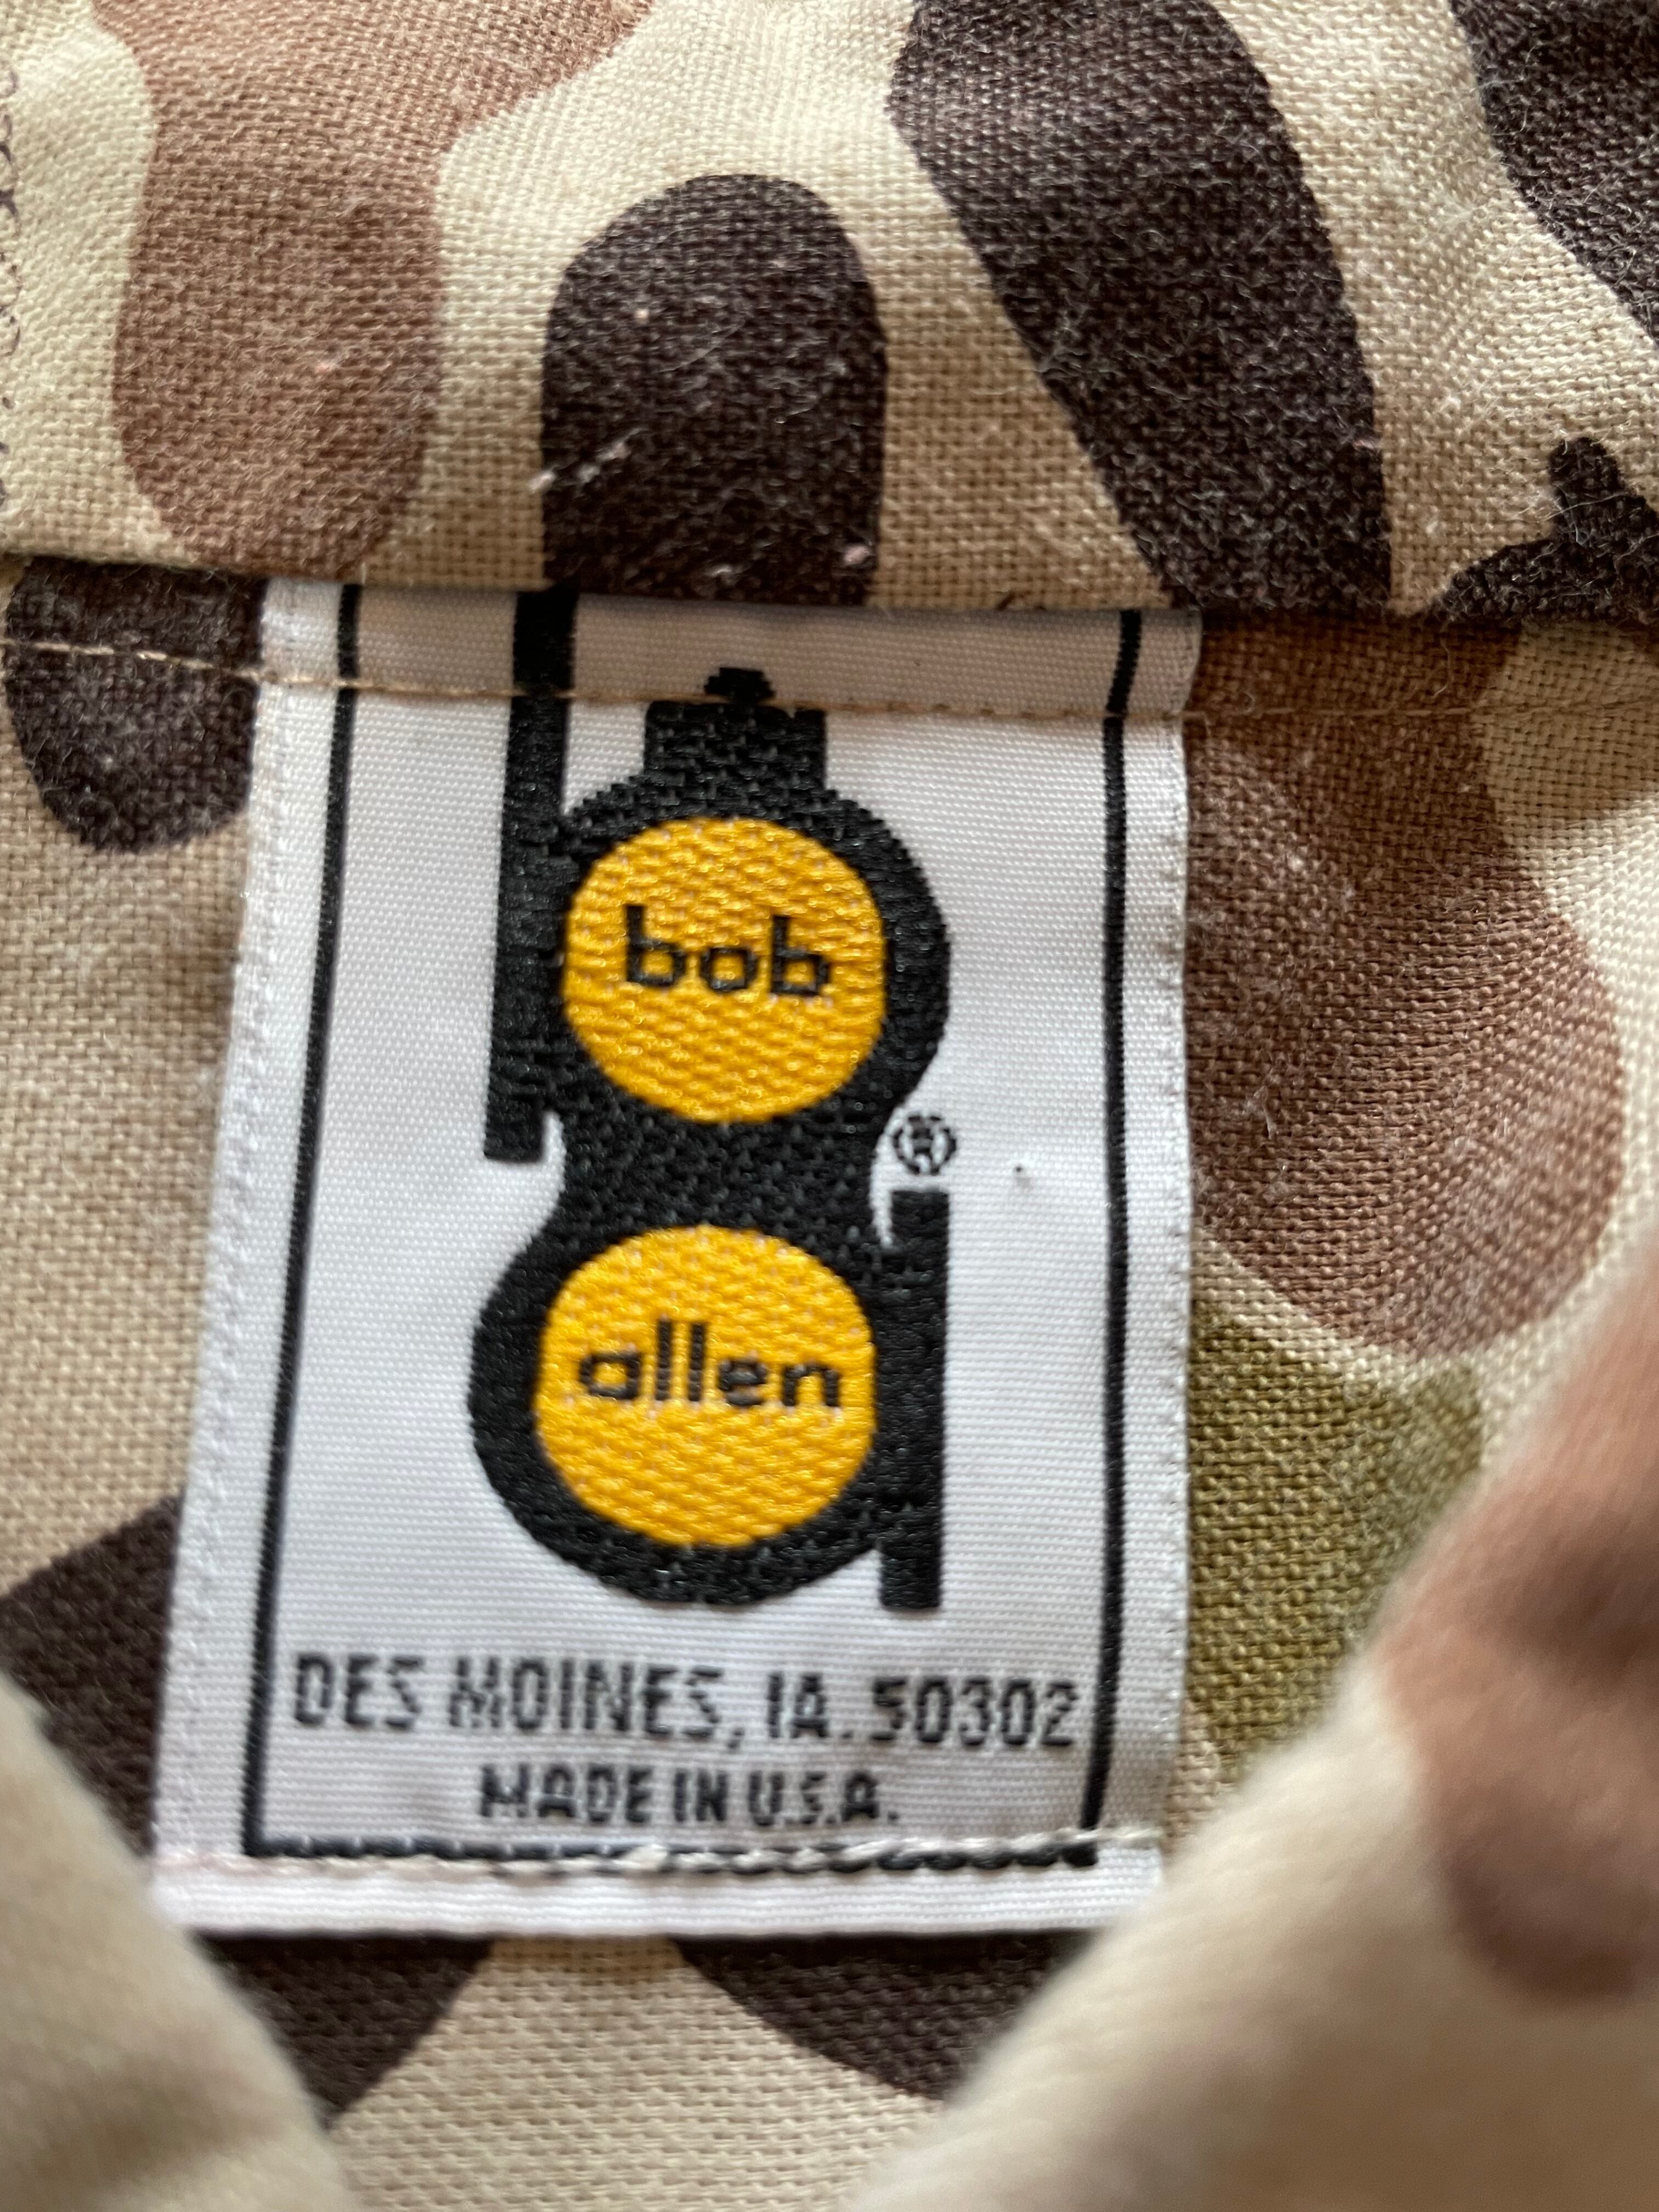 bob
®
allen
DES MOINES, IA. 50302
MADE IN U.S.A.